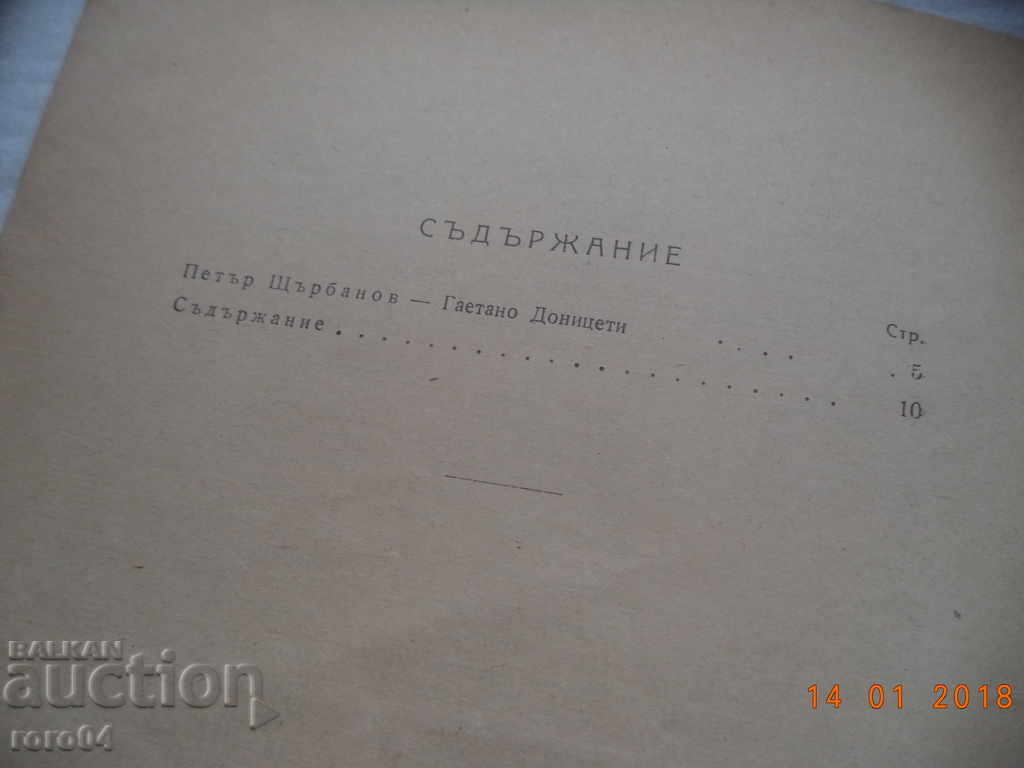 СЪДЪРЖАНИЕ
Стр.
Петър Щърбанов — Гаетано Доницети . . . . . 5
Съдържание . . . . . . . . . . . . . . . . . . . . 10
BALKAN
auction
roro04
14 01 2018